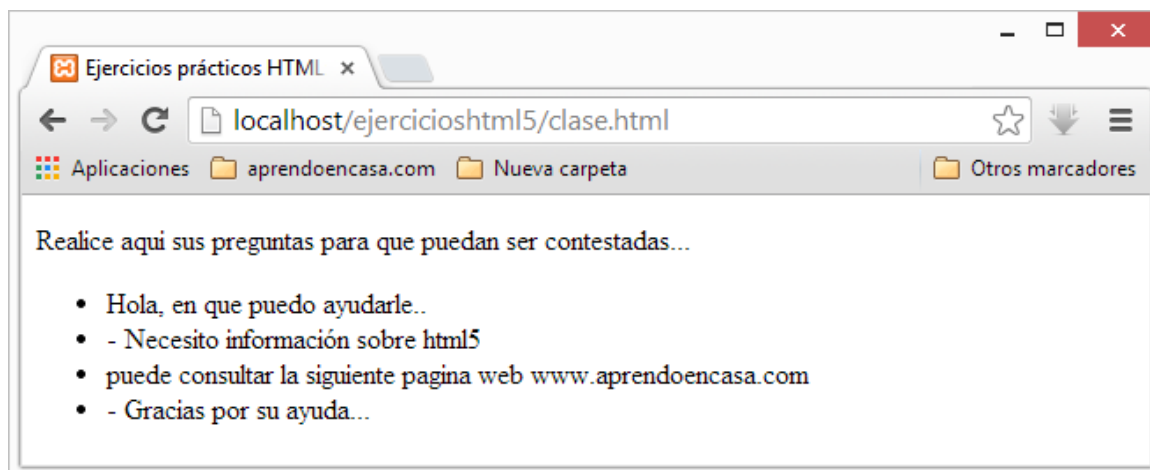 Ejercicios prácticos HTML
localhost/ejercicioshtml5/clase.html
Aplicaciones aprendoencasa.com Nueva carpeta Otros marcadores
Realice aqui sus preguntas para que puedan ser contestadas...
• Hola, en que puedo ayudarle..
• - Necesito información sobre html5
• puede consultar la siguiente pagina web www.aprendoencasa.com
• - Gracias por su ayuda...